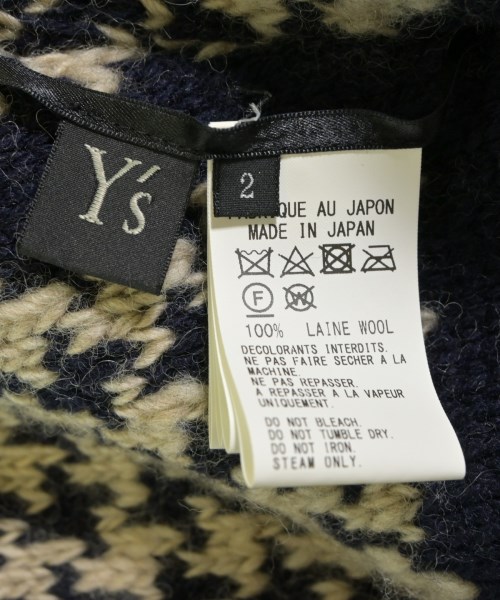 Y's
2
QUE AU JAPON
MADE IN JAPAN
F
W
100% LAINE WOOL
DECOLORANTS INTERDITS.
NE PAS FAIRE SECHER A LA
MACHINE.
NE PAS REPASSER.
A REPASSER A LA VAPEUR
UNIQUEMENT.
DO NOT BLEACH.
DO NOT TUMBLE DRY.
DO NOT IRON.
STEAM ONLY.